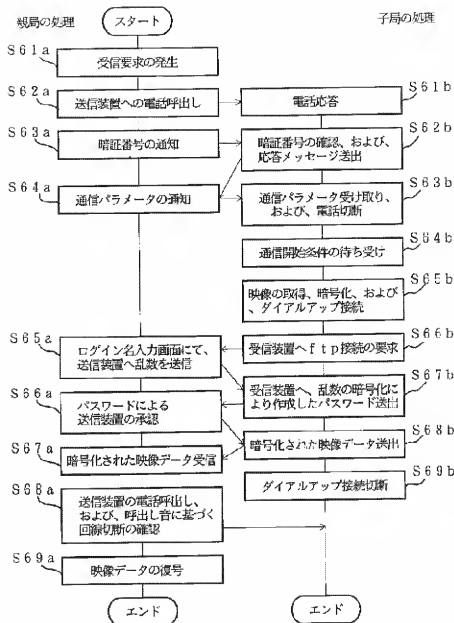 親局の処理
スタート
子局の処理
S61a
受信要求の発生
S62a
送信装置への電話呼出し
電話応答
S61b
S63a
暗証番号の通知
暗証番号の確認、および、
応答メッセージ送出
S62b
S64a
通信パラメータの通知
通信パラメータ受け取り、
および、電話切断
S63b
通信開始条件の待ち受け
S64b
映像の取得、暗号化、および
、ダイアルアップ接続
S65b
S65a
ログイン名入力画面にて、
送信装置へ乱数を送信
受信装置へftp接続の要求
S66b
S66a
パスワードによる
送信装置の承認
受信装置へ、乱数の暗号化に
より作成したパスワード送出
S67b
S67a
暗号化された映像データ受信
暗号化された映像データ送出
S68b
S68a
送信装置の電話呼出し、
および、呼出し音に基づく
回線切断の確認
ダイアルアップ接続切断
S69b
S69a
映像データの復号
エンド
エンド